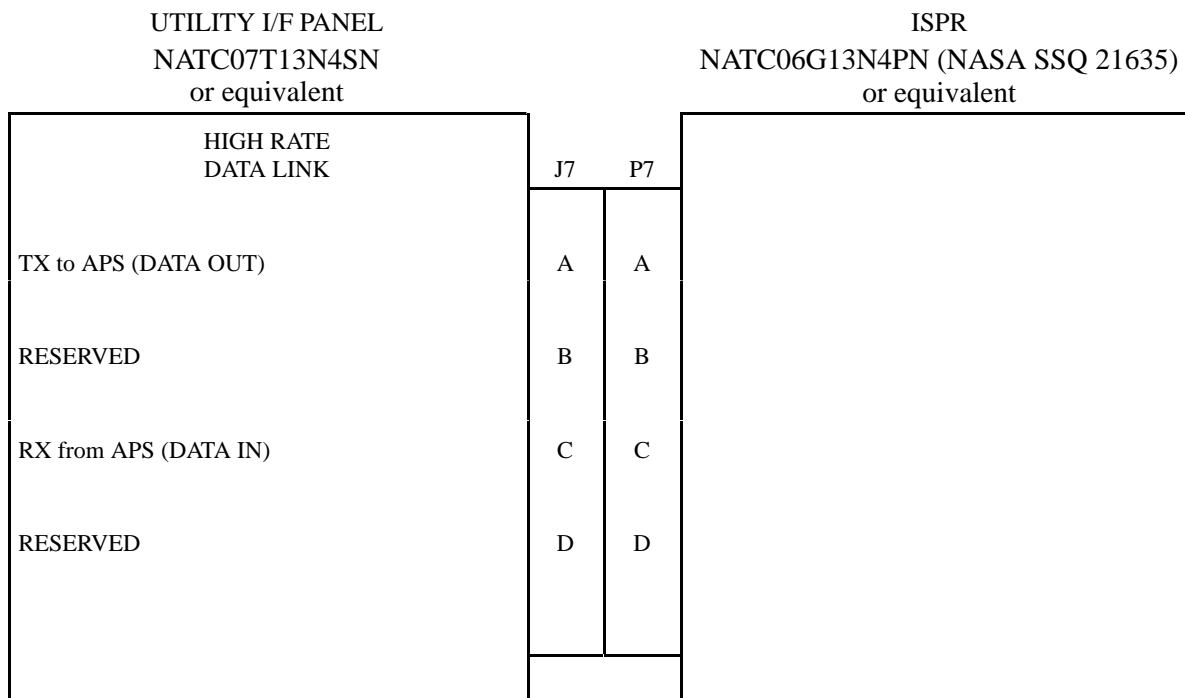 UTILITY I/F PANEL
NATC07T13N4SN
or equivalent
ISPR
NATC06G13N4PN (NASA SSQ 21635)
or equivalent
HIGH RATE
DATA LINK
J7 P7
TX to APS (DATA OUT) A A
RESERVED B B
RX from APS (DATA IN) C C
RESERVED D D